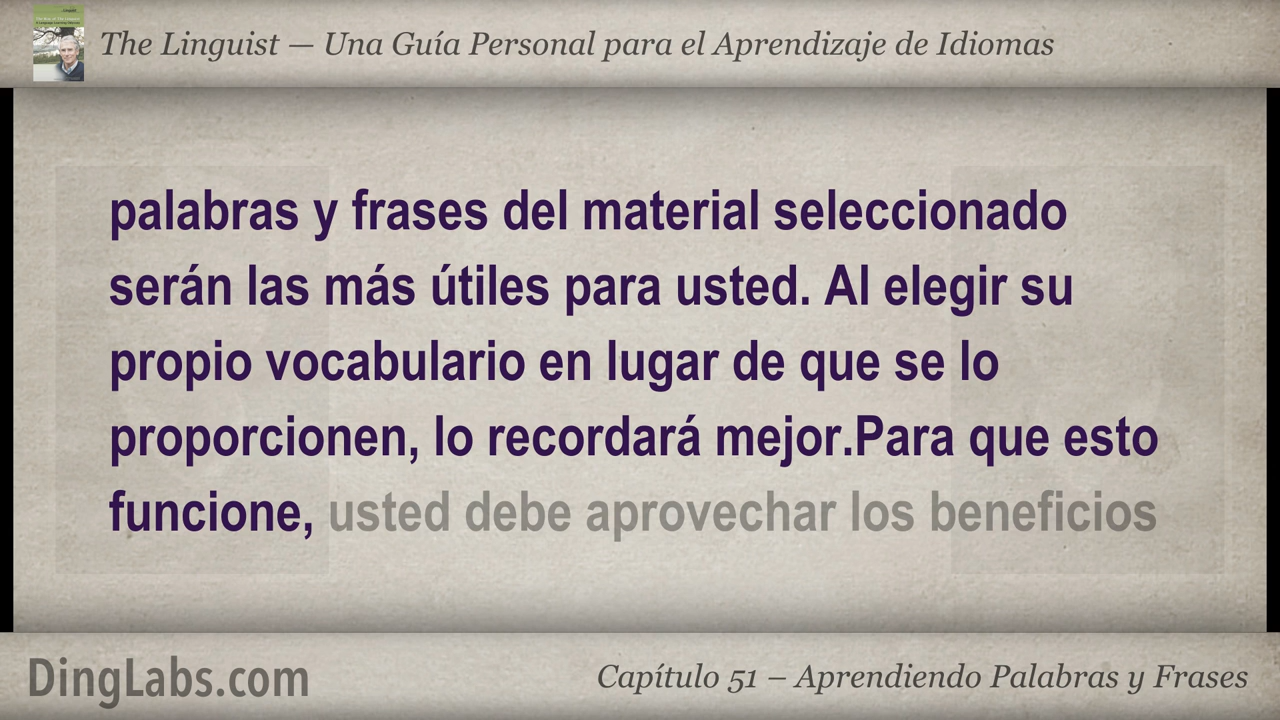 The Linguist — Una Guía Personal para el Aprendizaje de Idiomas
palabras y frases del material seleccionado
serán las más útiles para usted. Al elegir su
propio vocabulario en lugar de que se lo
proporcionen, lo recordará mejor.Para que esto
funcione, usted debe aprovechar los beneficios
DingLabs.com
Capítulo 51 – Aprendiendo Palabras y Frases